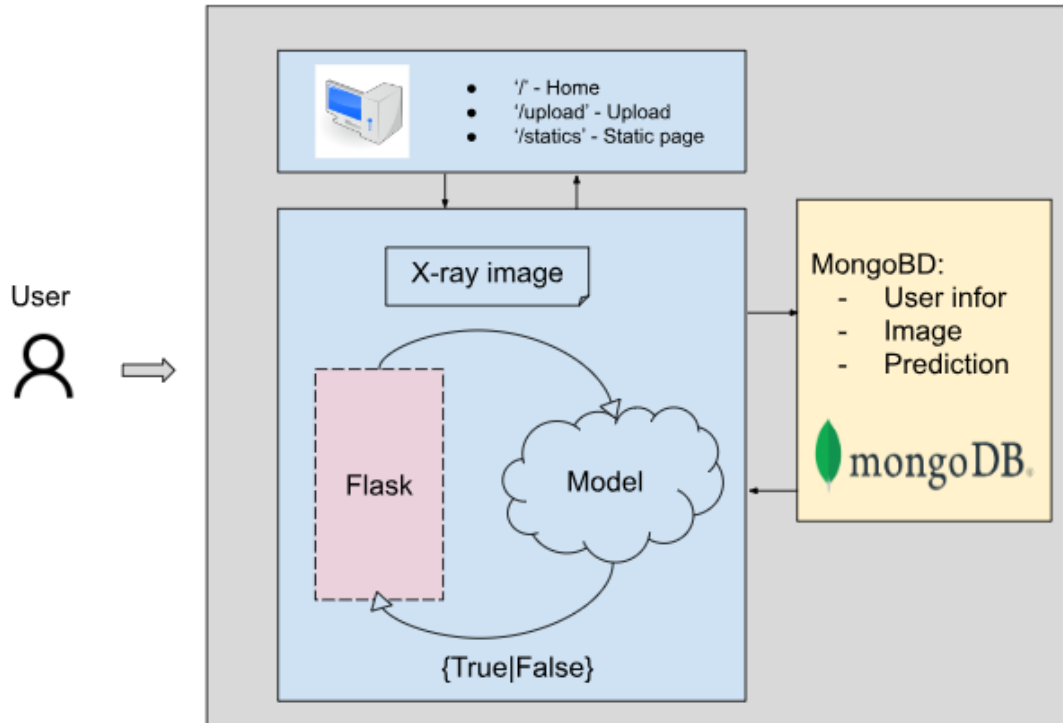 ‘/’ - Home
‘/upload’ - Upload
‘/statics’ - Static page
X-ray image
User
MongoBD:
- User infor
- Image
- Prediction
Flask
Model
mongoDB®
{True|False}